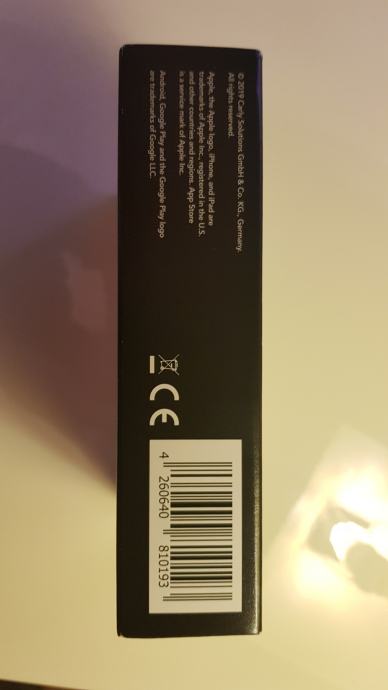 © 2019 Carly Solutions GmbH & Co. KG., Germany.
All rights reserved.
Apple, the Apple logo, iPhone, and iPad are
trademarks of Apple Inc., registered in the U.S.
and other countries and regions. App Store
is a service mark of Apple Inc.
Android, Google Play and the Google Play logo
are trademarks of Google LLC.
CE
4 260640 810193